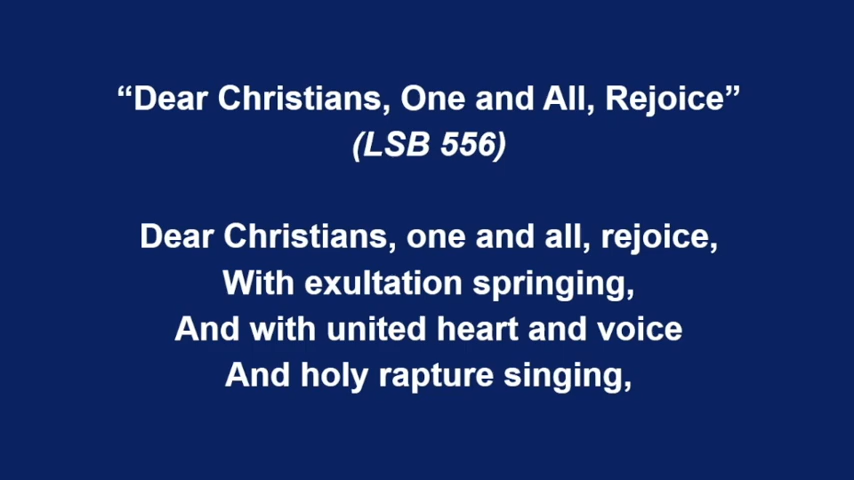 “Dear Christians, One and All, Rejoice”
(LSB 556)
Dear Christians, one and all, rejoice,
With exultation springing,
And with united heart and voice
And holy rapture singing,